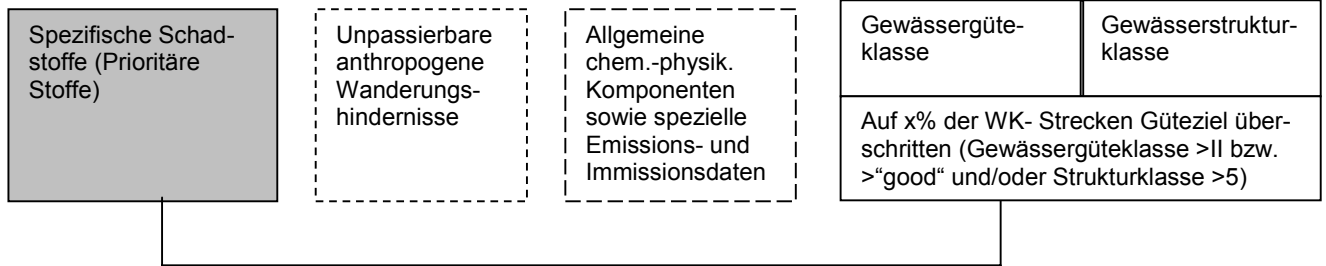 Spezifische Schad-
stoffe (Prioritäre
Stoffe)
Unpassierbare
anthropogene
Wanderungs-
hindernisse
Allgemeine
chem.-physik.
Komponenten
sowie spezielle
Emissions- und
Immissionsdaten
Gewässergüte-
klasse
Gewässerstruktur-
klasse
Auf x% der WK- Strecken Güteziel über-
schritten (Gewässergüteklasse >II bzw.
>“good“ und/oder Strukturklasse >5)